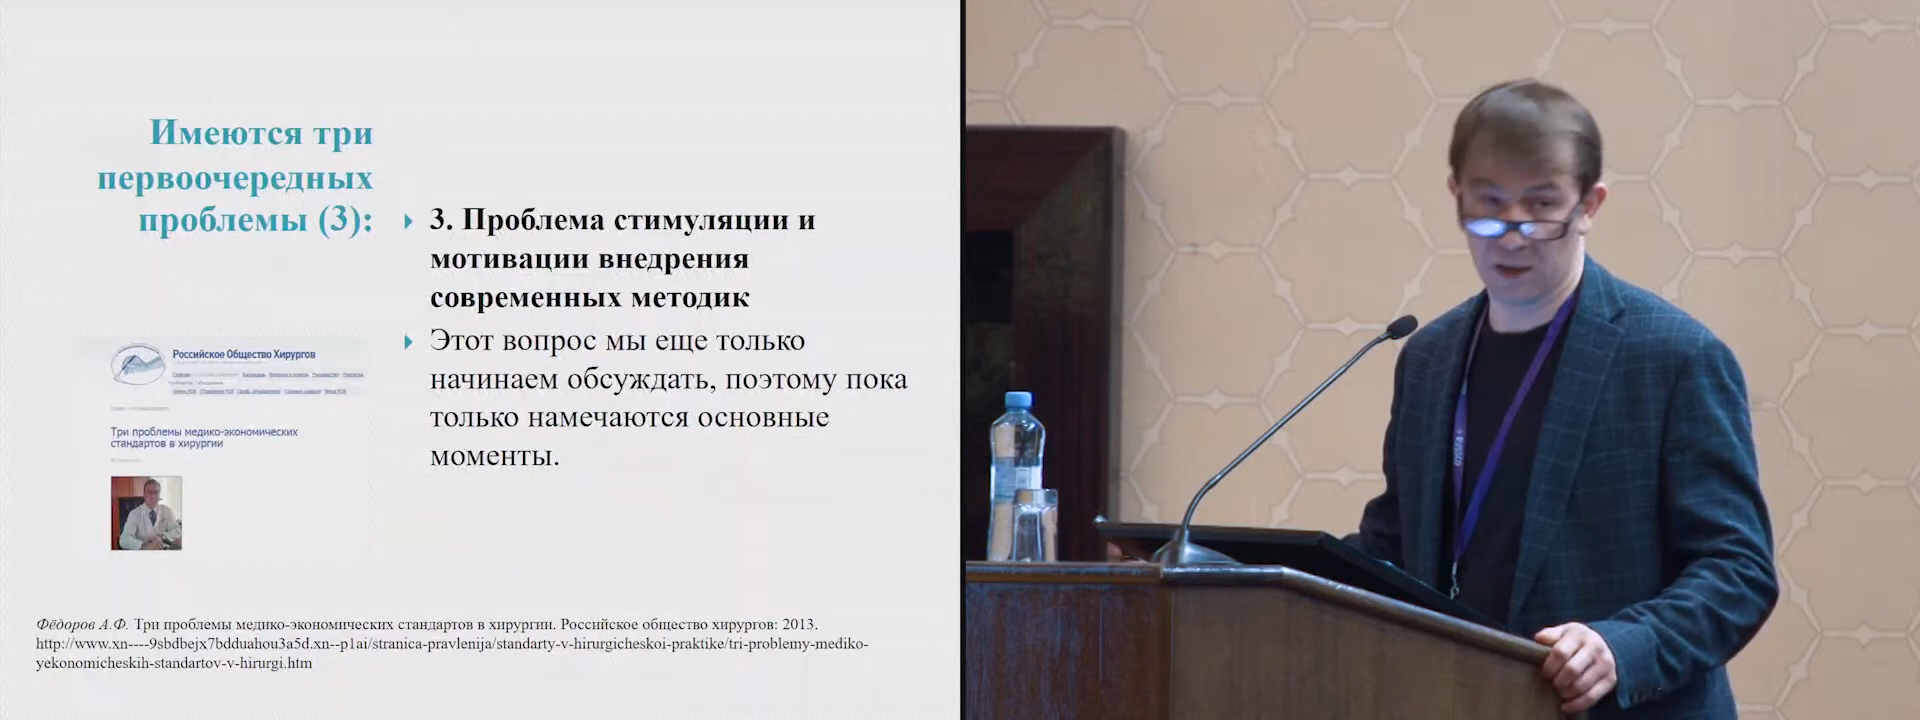 Имеются три
первоочередных
проблемы (3):
3. Проблема стимуляции и
мотивации внедрения
современных методик
Этот вопрос мы еще только
начинаем обсуждать, поэтому пока
только намечаются основные
моменты.
Российское Общество Хирургов
Три проблемы медико-экономических
стандартов в хирургии
Фёдоров А.Ф. Три проблемы медико-экономических стандартов в хирургии. Российское общество хирургов: 2013.
http://www.xn----9sbdbejx7bdduahou3a5d.xn--p1ai/stranica-pravlenija/standarty-v-hirurgicheskoi-praktike/tri-problemy-mediko-
yekonomicheskih-standartov-v-hirurgi.htm